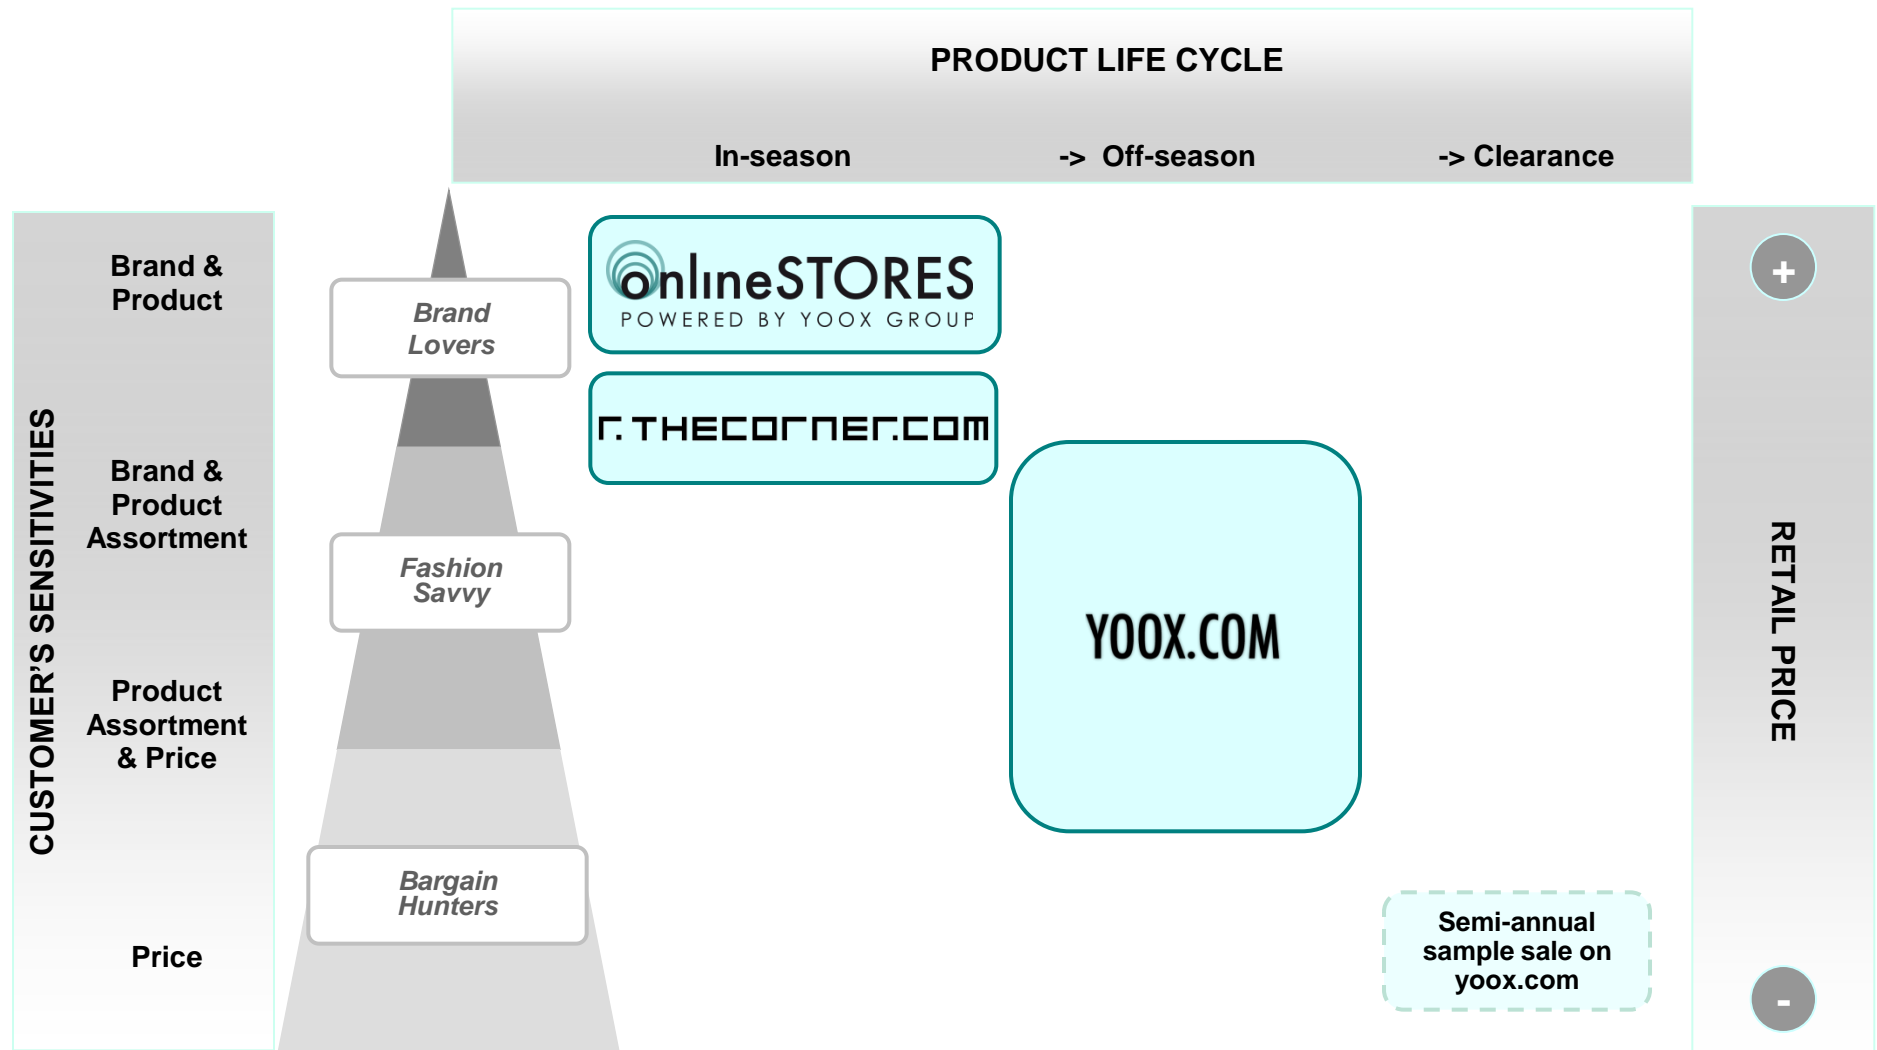 PRODUCT LIFE CYCLE
In-season -> Off-season -> Clearance
CUSTOMER'S SENSITIVITIES
Brand &
Product
Brand &
Product
Assortment
Product
Assortment
& Price
Price
Brand
Lovers
Fashion
Savvy
Bargain
Hunters
onlineSTORES
POWERED BY YOOX GROUP
r.THECORNER.COM
YOOX.COM
Semi-annual
sample sale on
yoox.com
+
RETAIL PRICE
-